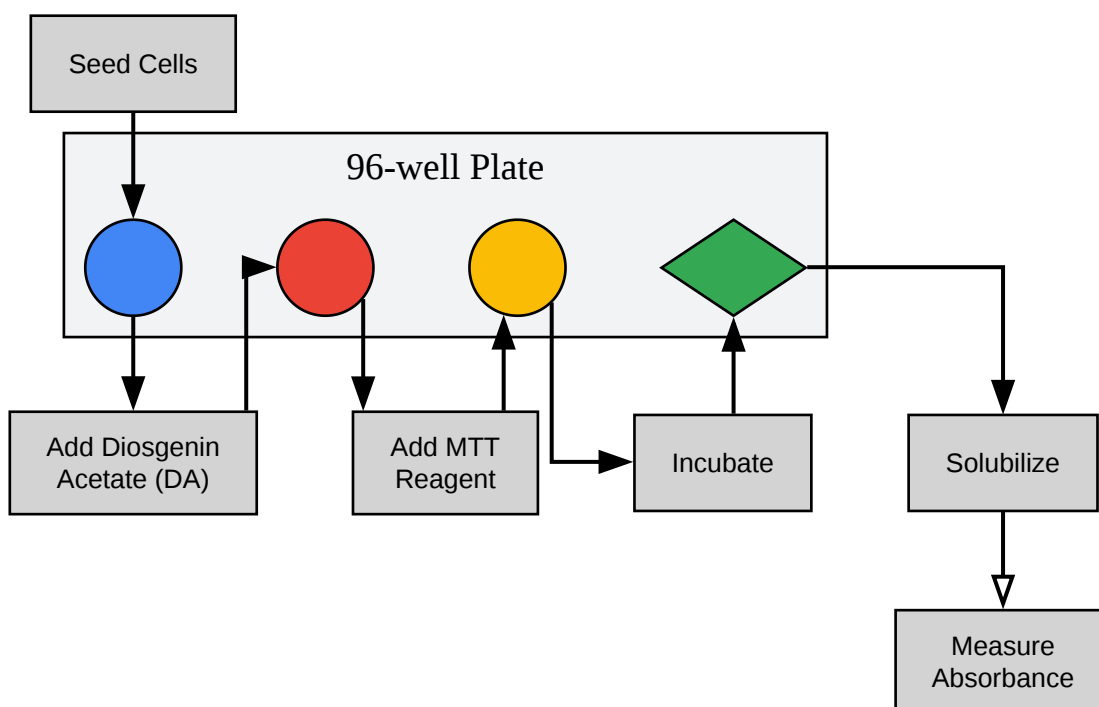 Seed Cells
96-well Plate
Add Diosgenin
Acetate (DA)
Add MTT
Reagent
Incubate
Solubilize
Measure
Absorbance